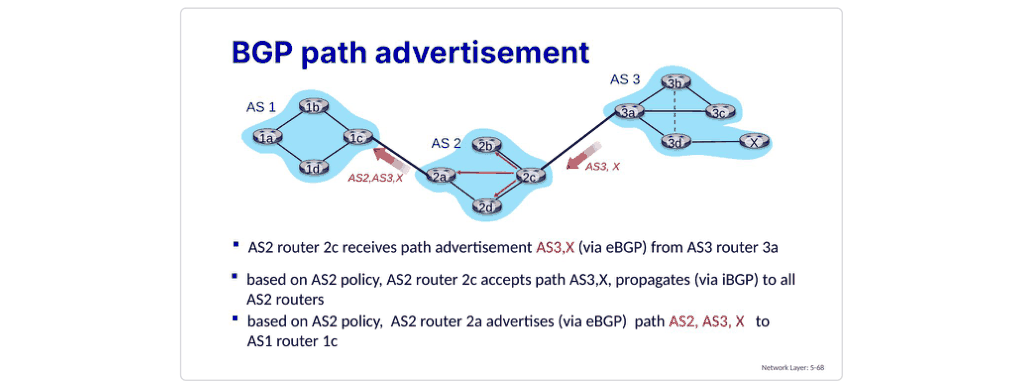 BGP path advertisement
AS 3
3b
AS 1
1b
3a
3c
1a
1c
AS 2
2b
3d
X
1d
AS3, X
AS2,AS3,X
2a
2c
2d
▪ AS2 router 2c receives path advertisement AS3,X (via eBGP) from AS3 router 3a
▪ based on AS2 policy, AS2 router 2c accepts path AS3,X, propagates (via iBGP) to all
AS2 routers
▪ based on AS2 policy, AS2 router 2a advertises (via eBGP) path AS2, AS3, X to
AS1 router 1c
Network Layer: 5-68